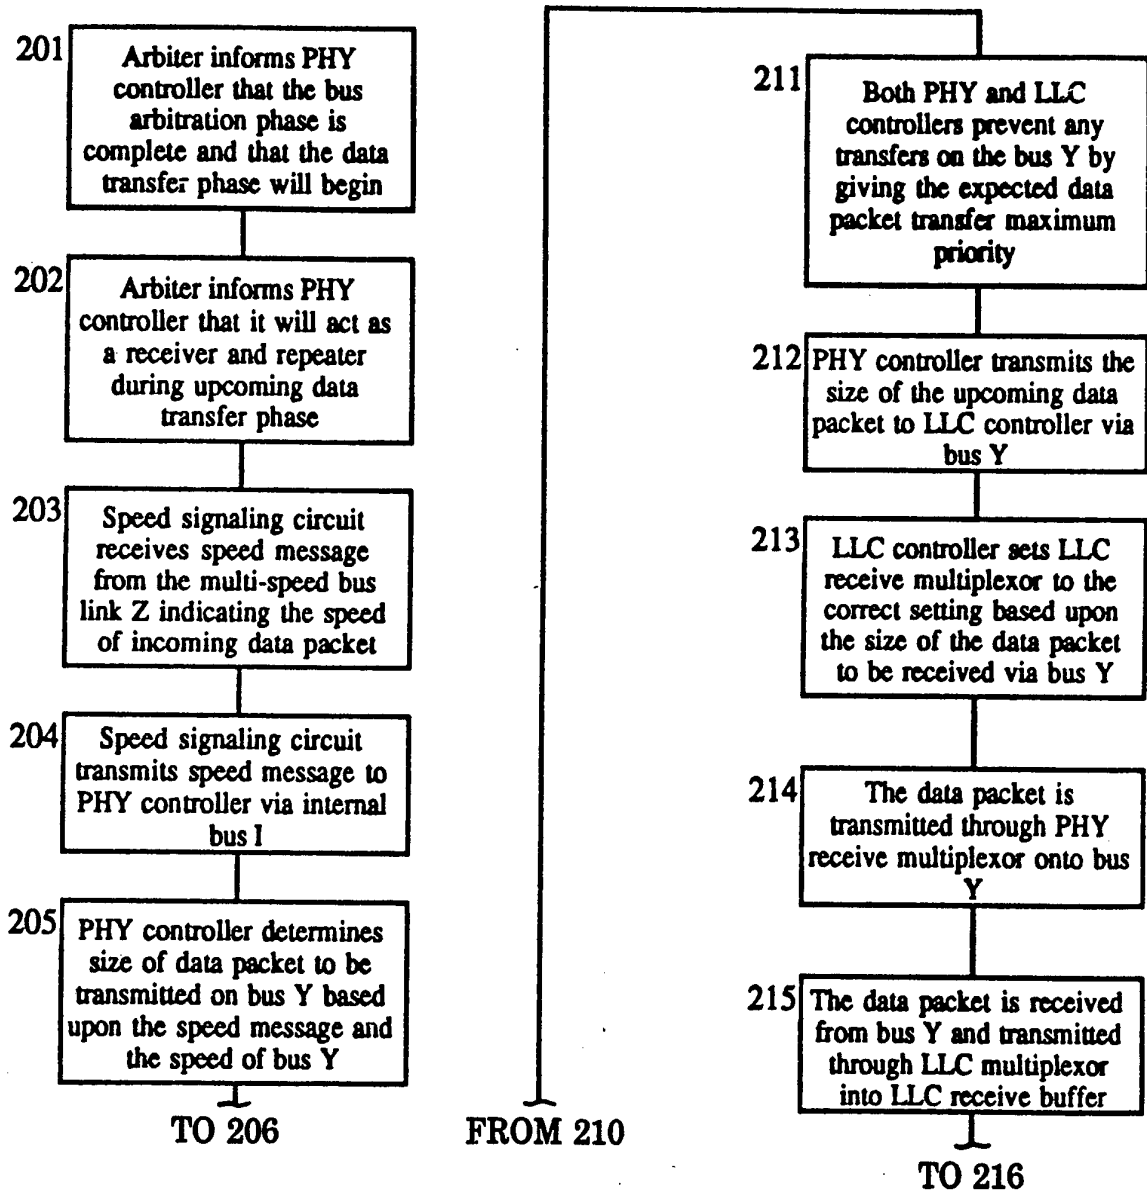 201
Arbiter informs PHY
controller that the bus
arbitration phase is
complete and that the data
transfer phase will begin
202
Arbiter informs PHY
controller that it will act as
a receiver and repeater
during upcoming data
transfer phase
203
Speed signaling circuit
receives speed message
from the multi-speed bus
link Z indicating the speed
of incoming data packet
204
Speed signaling circuit
transmits speed message to
PHY controller via internal
bus I
205
PHY controller determines
size of data packet to be
transmitted on bus Y based
upon the speed message and
the speed of bus Y
TO 206
FROM 210
211
Both PHY and LLC
controllers prevent any
transfers on the bus Y by
giving the expected data
packet transfer maximum
priority
212
PHY controller transmits the
size of the upcoming data
packet to LLC controller via
bus Y
213
LLC controller sets LLC
receive multiplexor to the
correct setting based upon
the size of the data packet
to be received via bus Y
214
The data packet is
transmitted through PHY
receive multiplexor onto bus
Y
215
The data packet is received
from bus Y and transmitted
through LLC multiplexor
into LLC receive buffer
TO 216